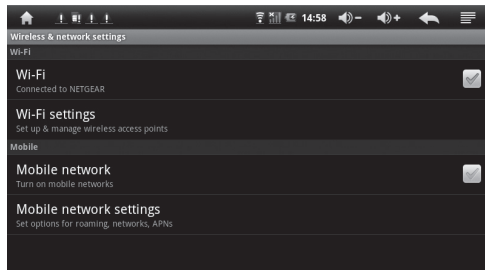 14:58
Wireless & network settings
Wi-Fi
Wi-Fi
Connected to NETGEAR
Wi-Fi settings
Set up & manage wireless access points
Mobile
Mobile network
Turn on mobile networks
Mobile network settings
Set options for roaming, networks, APNs